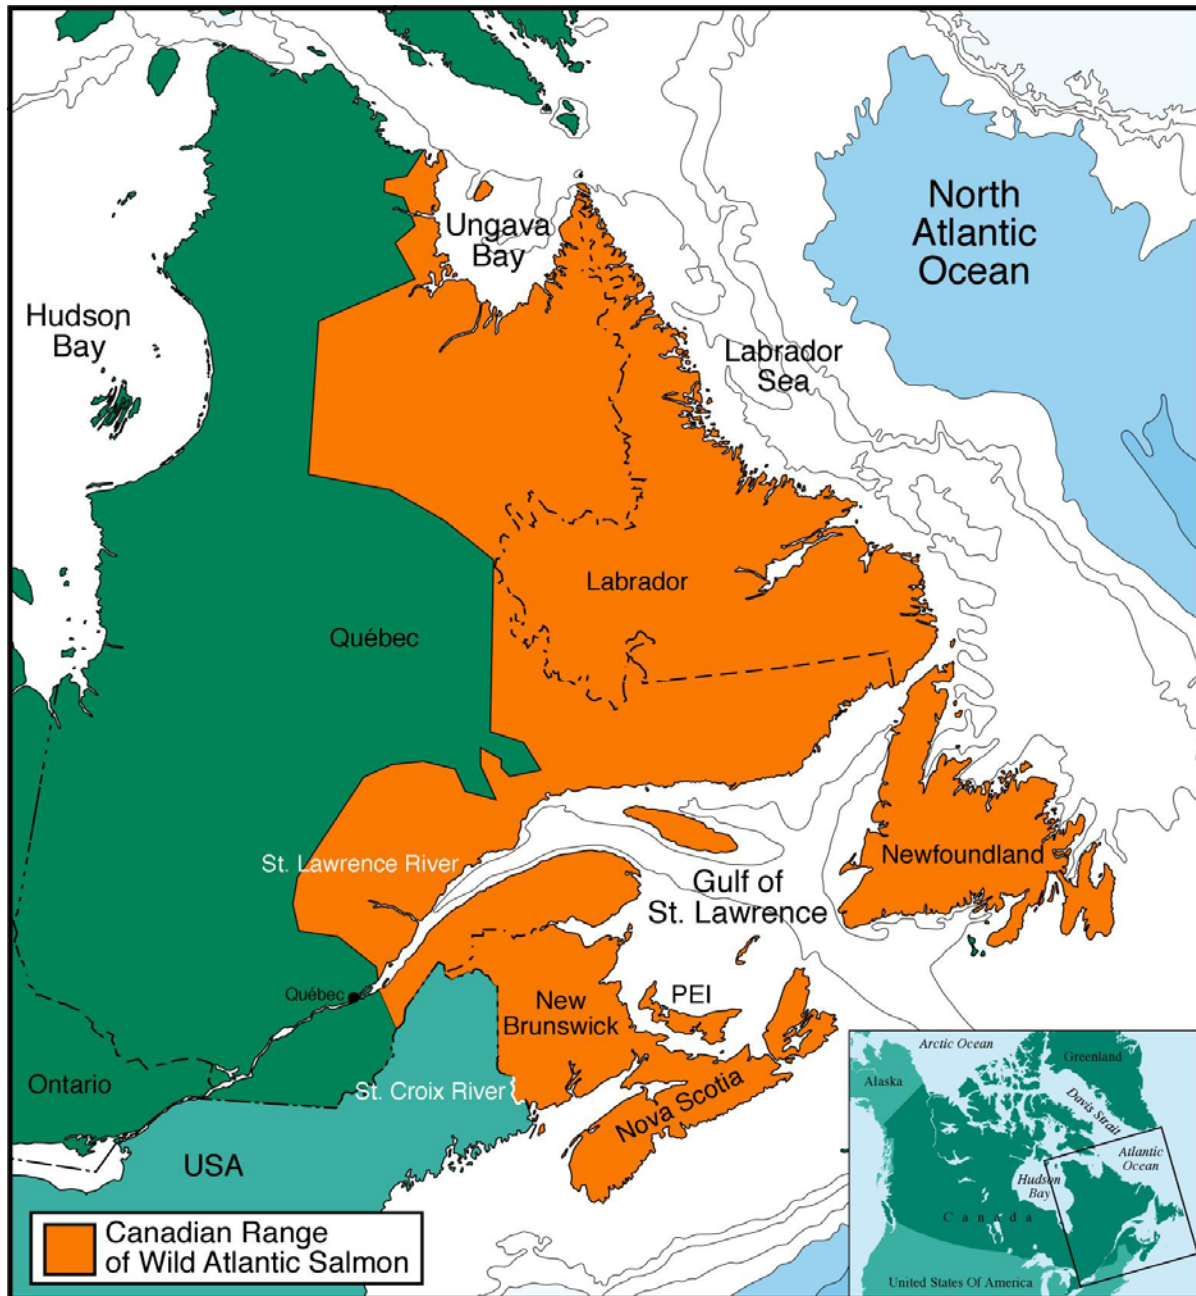 North
Atlantic
Ocean
Ungava
Bay
Hudson
Bay
Labrador
Sea
Labrador
Québec
St. Lawrence River
Newfoundland
Gulf of
St. Lawrence
Québec
New
Brunswick
PEI
Ontario
St. Croix River
Nova Scotia
USA
Canadian Range
of Wild Atlantic Salmon
Arctic Ocean
Greenland
Alaska
Davis Strait
Atlantic
Ocean
Hudson
Bay
Canada
United States Of America